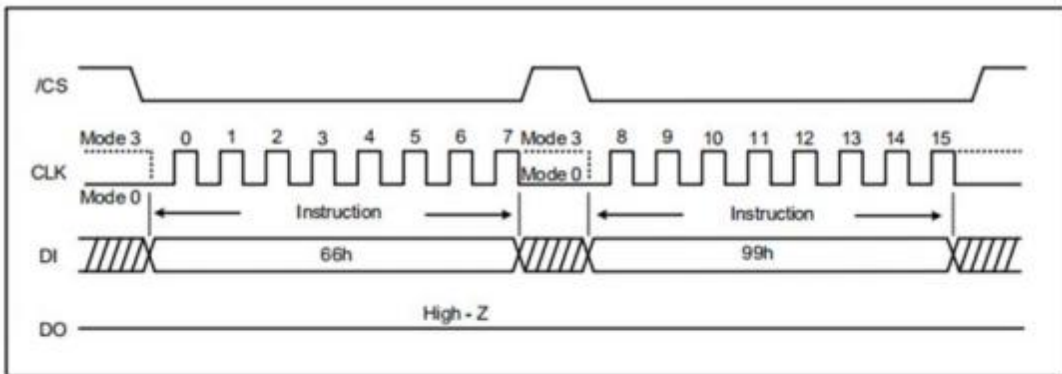 /CS
Mode 3 0 1 2 3 4 5 6 7 Mode 3 8 9 10 11 12 13 14 15
CLK
Mode 0 Mode 0
Instruction Instruction
DI 66h 99h
High - Z
DO